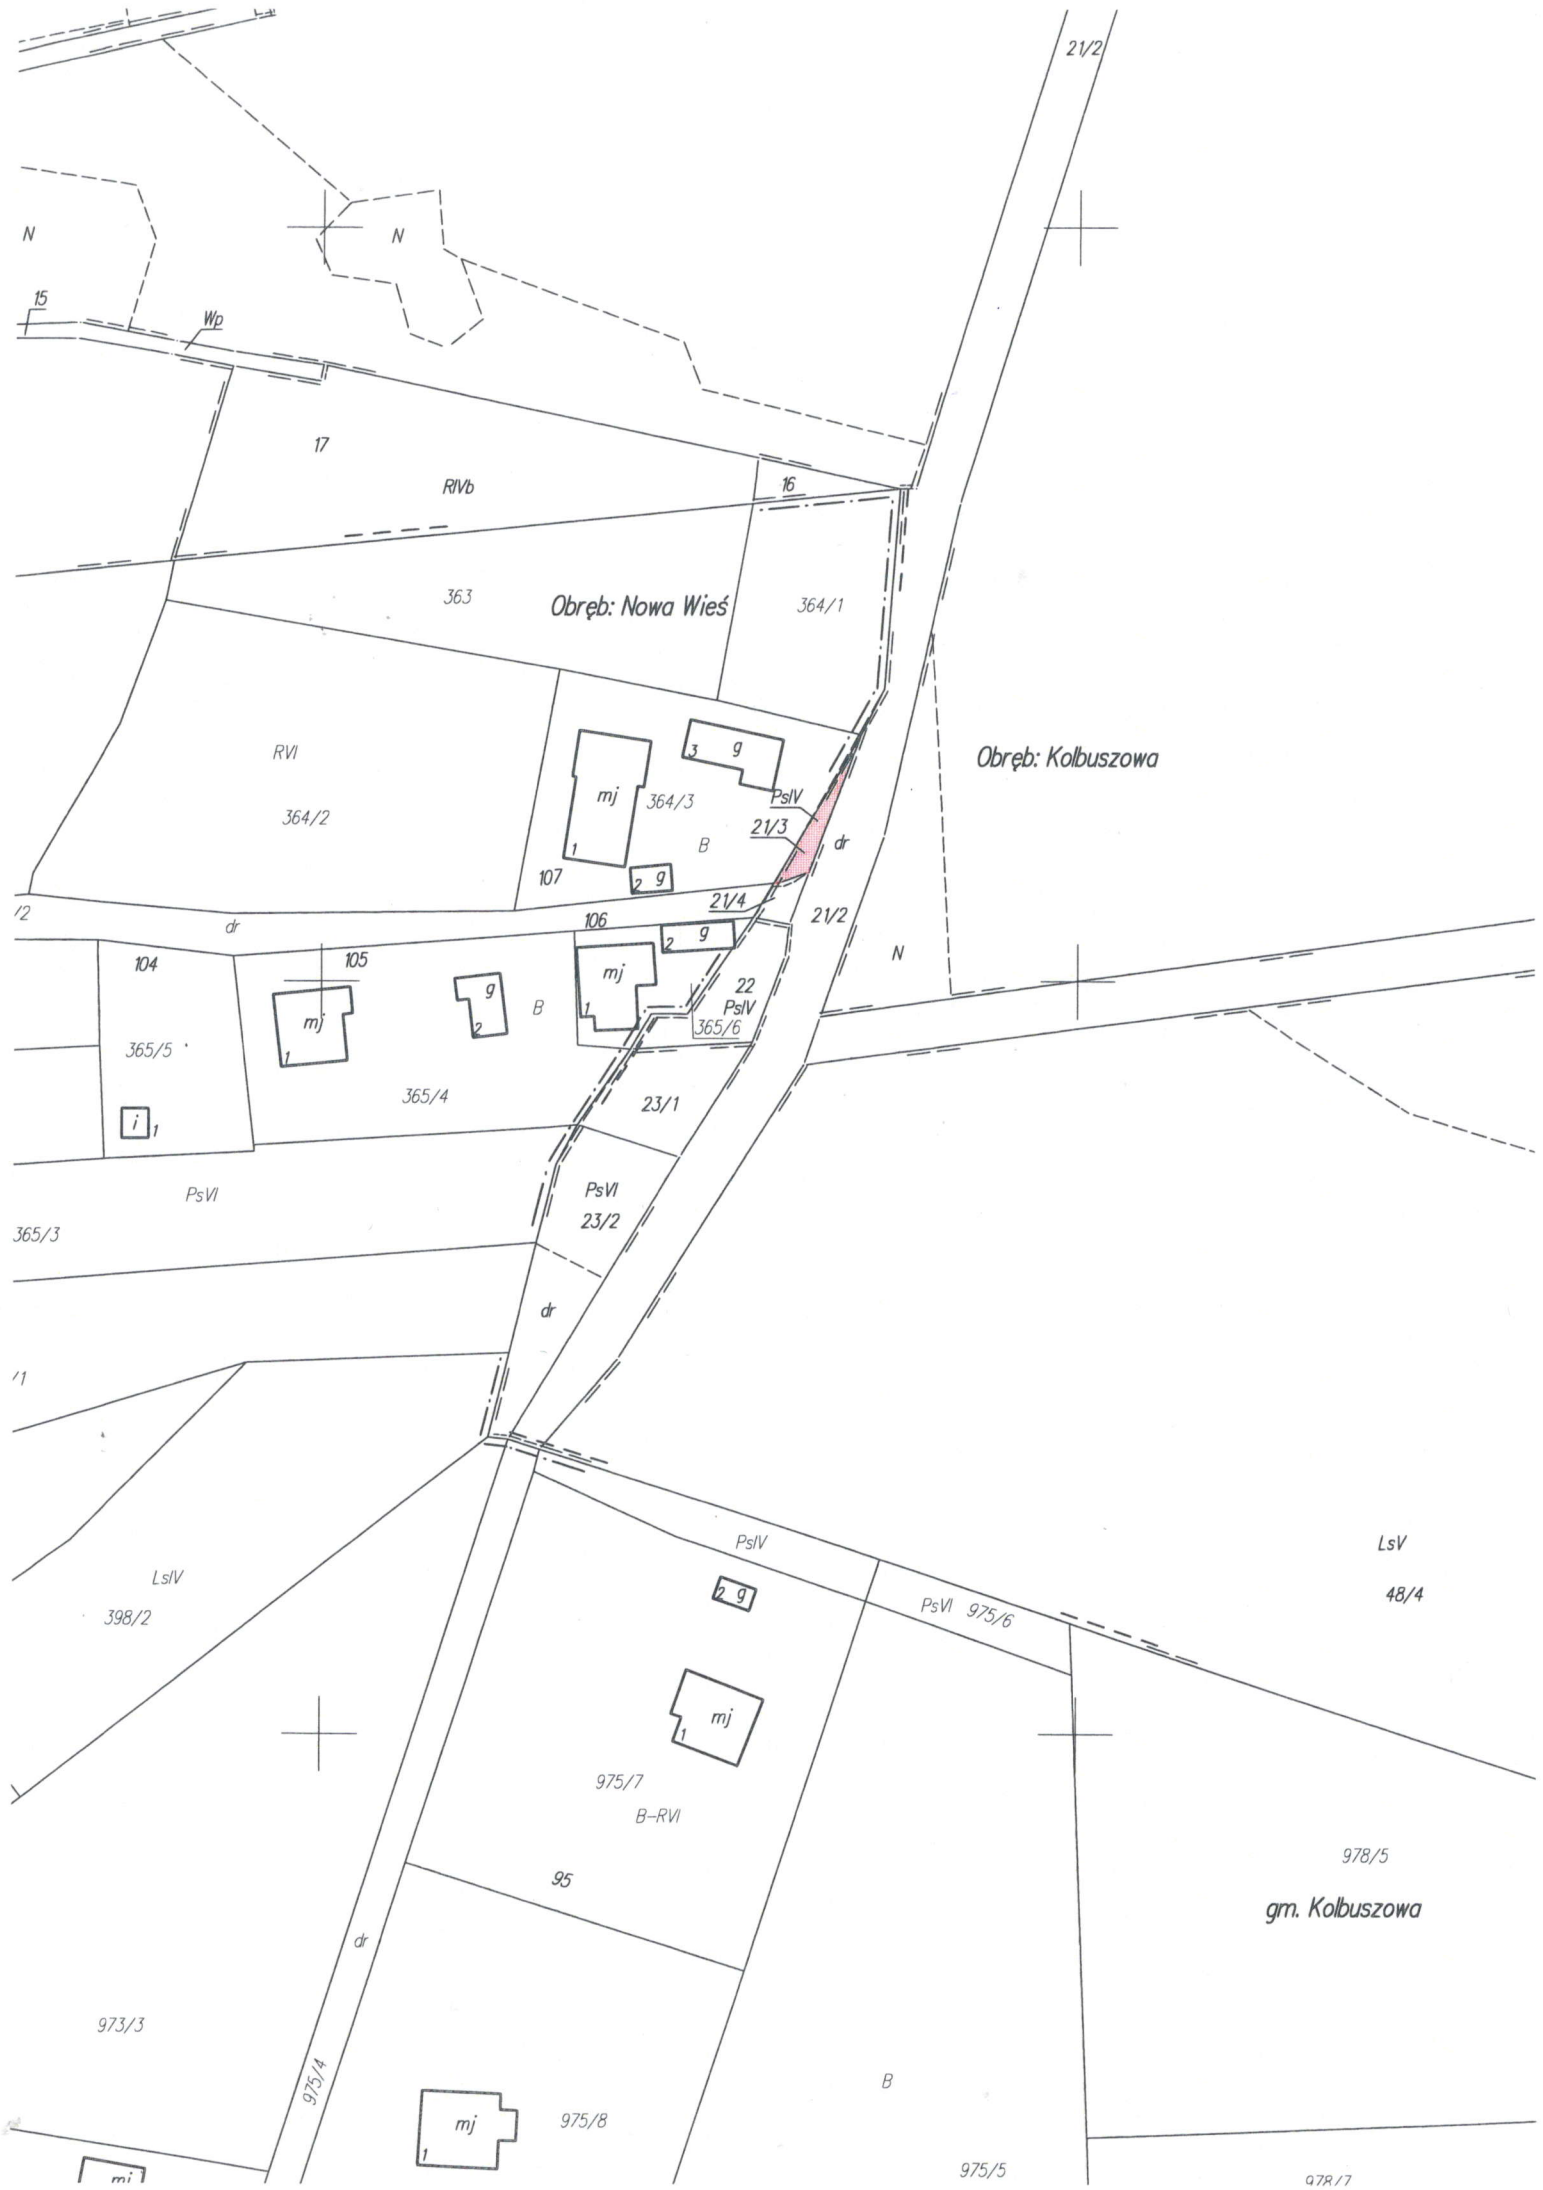 21/2
N
N
15
Wp
17
RIVb
16
363
Obręb: Nowa Wieś
364/1
RVI
Obręb: Kolbuszowa
3 g
mj
364/3
PsIV
364/2
21/3
B
dr
1
107
2 g
21/4
/2
106
21/2
dr
2 g
N
104
105
mj
g
22
B
PsIV
mj
1
365/6
2
365/5
1
365/4
23/1
i
1
PsVI
PsVI
23/2
365/3
dr
/1
PsIV
LsV
LsIV
2 g
48/4
398/2
PsVI 975/6
mj
1
975/7
B-RVI
978/5
95
gm. Kolbuszowa
dr
973/3
975/4
B
mj
975/8
1
975/5
mj
978/7